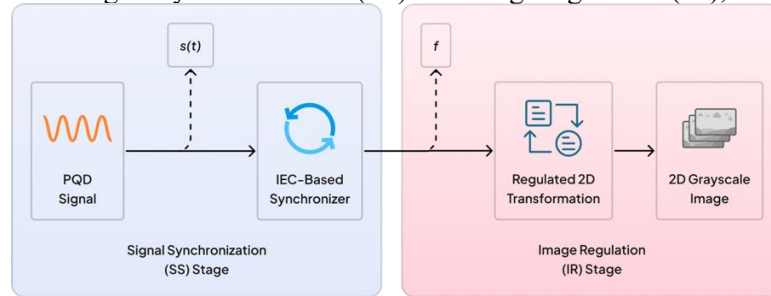 s(t)
f
PQD
Signal
IEC-Based
Synchronizer
Regulated 2D
Transformation
2D Grayscale
Image
Signal Synchronization
(SS) Stage
Image Regulation
(IR) Stage